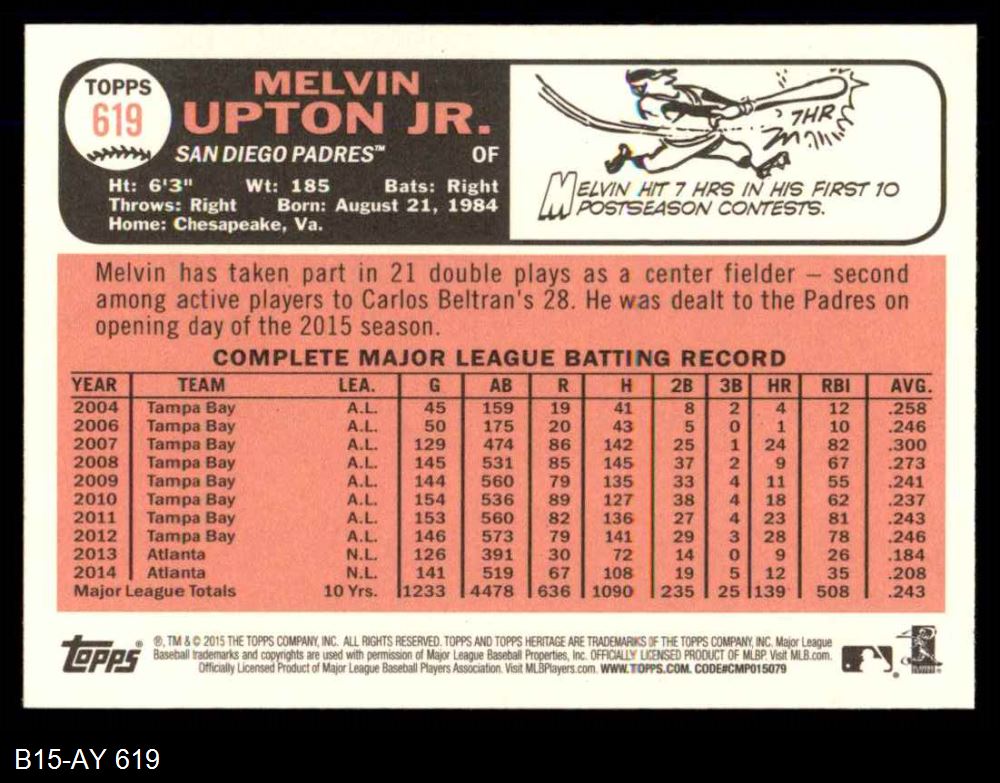 TOPPS
619
MELVIN
UPTON JR.
SAN DIEGO PADRES™ OF
Ht: 6'3" Wt: 185 Bats: Right
Throws: Right Born: August 21, 1984
Home: Chesapeake, Va.
7HR
MELVIN HIT 7 HRS IN HIS FIRST 10
POSTSEASON CONTESTS.
Melvin has taken part in 21 double plays as a center fielder – second
among active players to Carlos Beltran's 28. He was dealt to the Padres on
opening day of the 2015 season.
COMPLETE MAJOR LEAGUE BATTING RECORD
YEAR TEAM LEA. G AB R H 2B 3B HR RBI AVG.
2004 Tampa Bay A.L. 45 159 19 41 8 2 4 12 .258
2006 Tampa Bay A.L. 50 175 20 43 5 0 1 10 .246
2007 Tampa Bay A.L. 129 474 86 142 25 1 24 82 .300
2008 Tampa Bay A.L. 145 531 85 145 37 2 9 67 .273
2009 Tampa Bay A.L. 144 560 79 135 33 4 11 55 .241
2010 Tampa Bay A.L. 154 536 89 127 38 4 18 62 .237
2011 Tampa Bay A.L. 153 560 82 136 27 4 23 81 .243
2012 Tampa Bay A.L. 146 573 79 141 29 3 28 78 .246
2013 Atlanta N.L. 126 391 30 72 14 0 9 26 .184
2014 Atlanta N.L. 141 519 67 108 19 5 12 35 .208
Major League Totals 10 Yrs. 1233 4478 636 1090 235 25 139 508 .243
Topps®
®, TM & © 2015 THE TOPPS COMPANY, INC. ALL RIGHTS RESERVED. TOPPS AND TOPPS HERITAGE ARE TRADEMARKS OF THE TOPPS COMPANY, INC. Major League
Baseball trademarks and copyrights are used with permission of Major League Baseball Properties, Inc. OFFICIALLY LICENSED PRODUCT OF MLBP. Visit MLB.com.
Officially Licensed Product of Major League Baseball Players Association. Visit MLBPlayers.com. WWW.TOPPS.COM. CODE#CMP015079
B15-AY 619